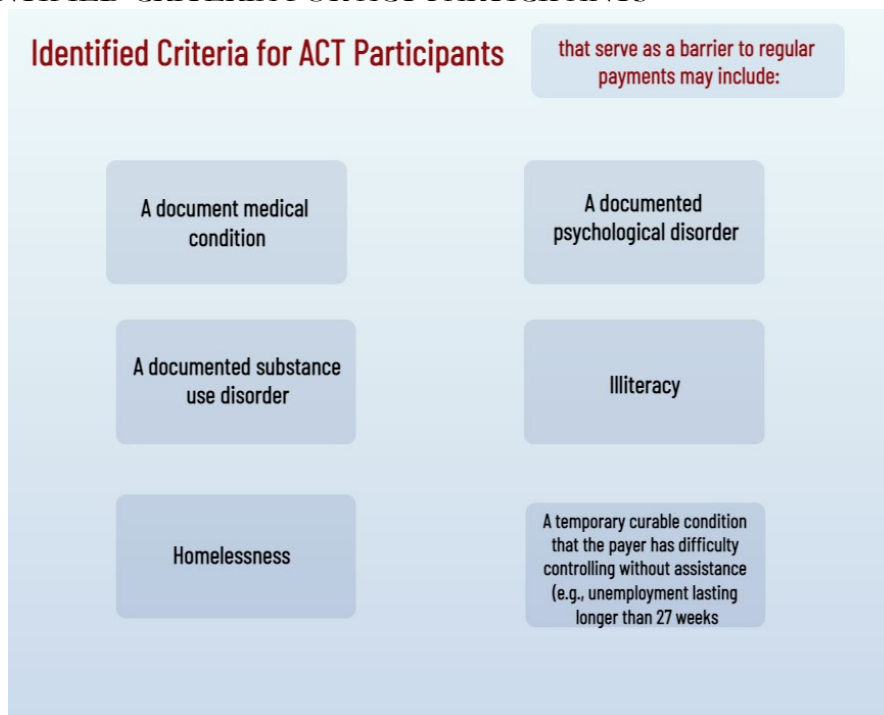 Identified Criteria for ACT Participants
that serve as a barrier to regular
payments may include:
A document medical
condition
A documented
psychological disorder
A documented substance
use disorder
Illiteracy
Homelessness
A temporary curable condition
that the payer has difficulty
controlling without assistance
(e.g., unemployment lasting
longer than 27 weeks